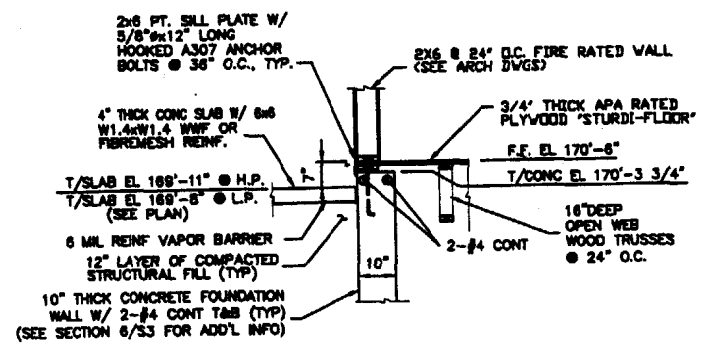 2x6 PT. SILL PLATE W/
5/8"øx12" LONG
HOOKED A307 ANCHOR
BOLTS @ 36" O.C., TYP.
2X6 @ 24" O.C. FIRE RATED WALL
(SEE ARCH DWGS)
4" THICK CONC SLAB W/ 6x6
W1.4xW1.4 WWF OR
FIBREMESH REINF.
3/4" THICK APA RATED
PLYWOOD "STURDI-FLOOR"
F.F. EL 170'-6"
T/CONC EL 170'-3 3/4"
T/SLAB EL 169'-11" @ H.P.
T/SLAB EL 169'-8" @ L.P.
(SEE PLAN)
7"
6 MIL REINF VAPOR BARRIER
12" LAYER OF COMPACTED
STRUCTURAL FILL (TYP)
2-#4 CONT
16"DEEP
OPEN WEB
WOOD TRUSSES
@ 24" O.C.
10"
10" THICK CONCRETE FOUNDATION
WALL W/ 2-#4 CONT T&B (TYP)
(SEE SECTION 6/S3 FOR ADD'L INFO)